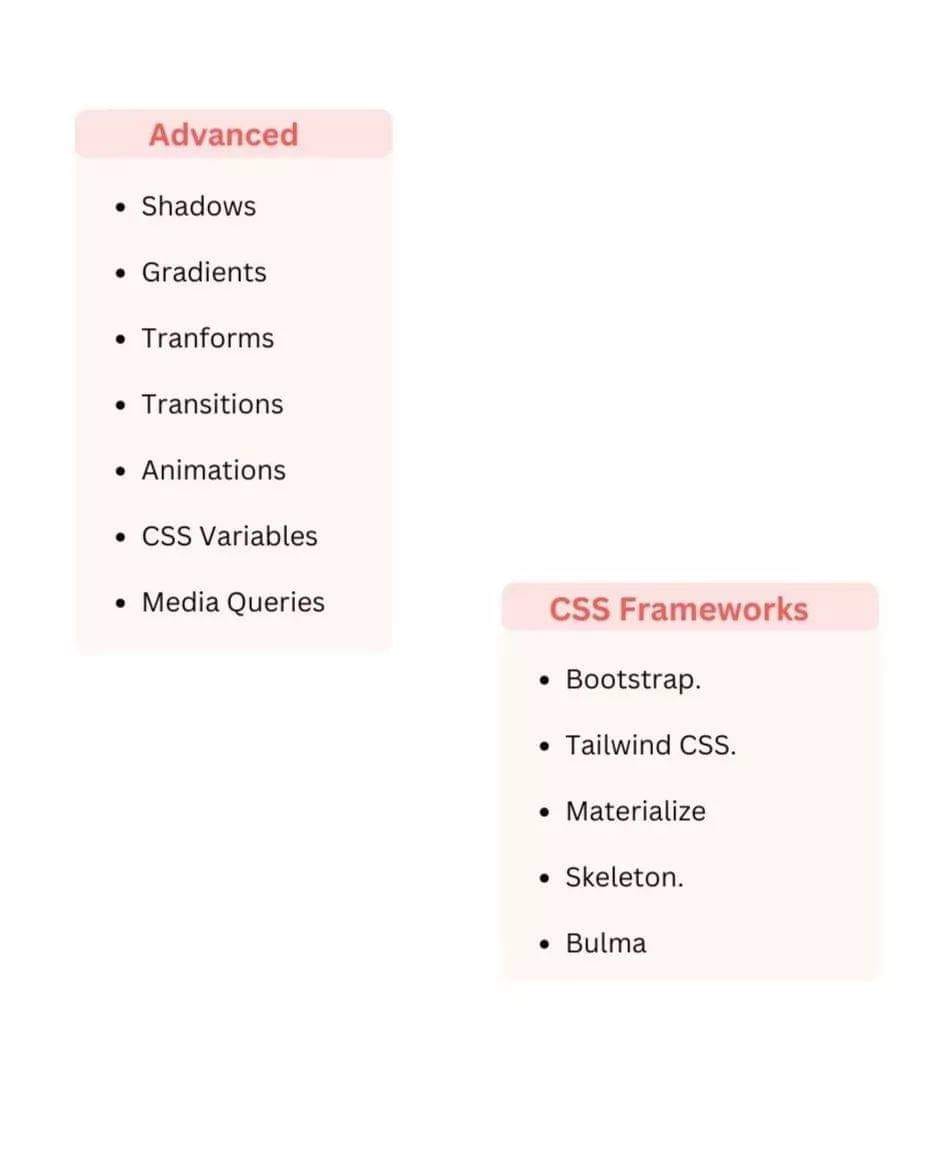 Advanced
• Shadows
• Gradients
• Tranforms
• Transitions
• Animations
• CSS Variables
• Media Queries
CSS Frameworks
• Bootstrap.
• Tailwind CSS.
• Materialize
• Skeleton.
• Bulma